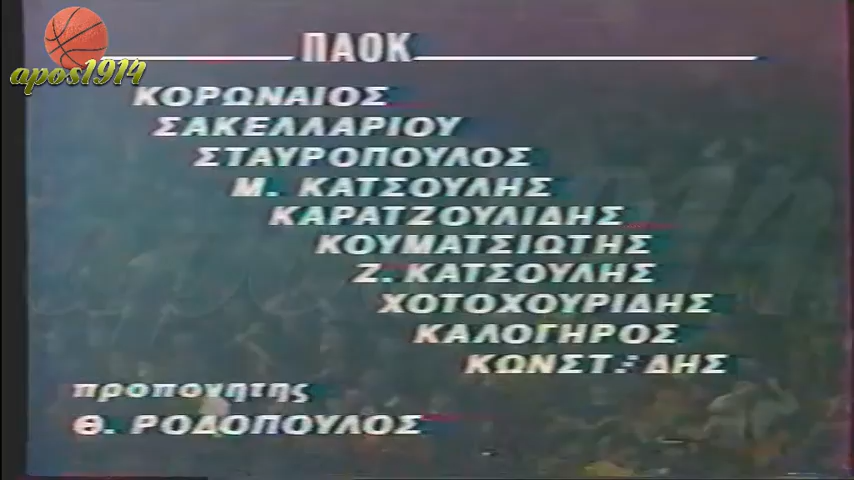 apos1914
ΠΑΟΚ
ΚΟΡΩΝΑΙΟΣ
ΣΑΚΕΛΛΑΡΙΟΥ
ΣΤΑΥΡΟΠΟΥΛΟΣ
Μ. ΚΑΤΣΟΥΛΗΣ
ΚΑΡΑΤΖΟΥΛΙΔΗΣ
ΚΟΥΜΑΤΣΙΩΤΗΣ
Ζ. ΚΑΤΣΟΥΛΗΣ
ΧΟΤΟΧΟΥΡΙΔΗΣ
ΚΑΛΟΓΗΡΟΣ
ΚΩΝΣΤ. ΔΗΣ
προπονητης
Θ. ΡΟΔΟΠΟΥΛΟΣ